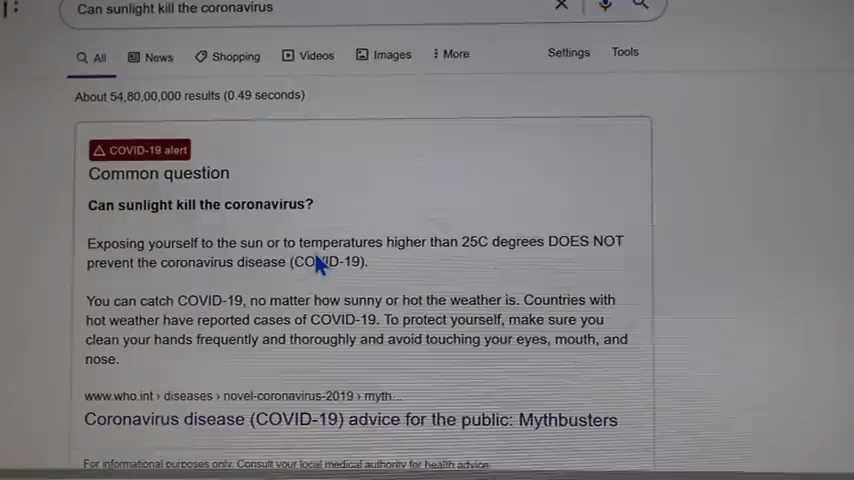 Can sunlight kill the coronavirus
All News Shopping Videos Images More Settings Tools
About 54,80,00,000 results (0.49 seconds)
COVID-19 alert
Common question
Can sunlight kill the coronavirus?
Exposing yourself to the sun or to temperatures higher than 25C degrees DOES NOT
prevent the coronavirus disease (COVID-19).
You can catch COVID-19, no matter how sunny or hot the weather is. Countries with
hot weather have reported cases of COVID-19. To protect yourself, make sure you
clean your hands frequently and thoroughly and avoid touching your eyes, mouth, and
nose.
www.who.int › diseases › novel-coronavirus-2019 › myth...
Coronavirus disease (COVID-19) advice for the public: Mythbusters
For informational purposes only. Consult your local medical authority for health advice.